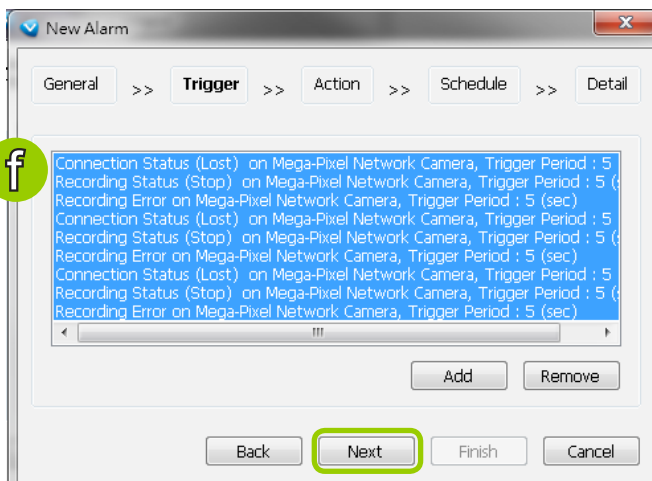 New Alarm
General >> Trigger >> Action >> Schedule >> Detail
f
Connection Status (Lost) on Mega-Pixel Network Camera, Trigger Period : 5
Recording Status (Stop) on Mega-Pixel Network Camera, Trigger Period : 5 (
Recording Error on Mega-Pixel Network Camera, Trigger Period : 5 (sec)
Connection Status (Lost) on Mega-Pixel Network Camera, Trigger Period : 5
Recording Status (Stop) on Mega-Pixel Network Camera, Trigger Period : 5 (
Recording Error on Mega-Pixel Network Camera, Trigger Period : 5 (sec)
Connection Status (Lost) on Mega-Pixel Network Camera, Trigger Period : 5
Recording Status (Stop) on Mega-Pixel Network Camera, Trigger Period : 5 (
Recording Error on Mega-Pixel Network Camera, Trigger Period : 5 (sec)
Add Remove
Back Next Finish Cancel